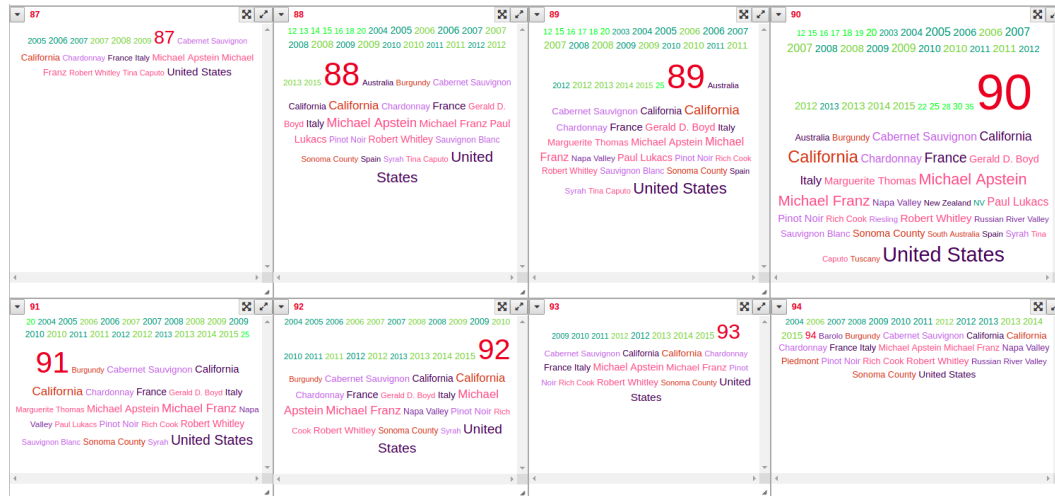 87
2005 2006 2007 2007 2008 2009 87 Cabernet Sauvignon
California Chardonnay France Italy Michael Apstein Michael
Franz Robert Whitley Tina Caputo United States
88
12 13 14 15 16 18 20 2004 2005 2006 2006 2007 2007
2008 2008 2009 2009 2010 2010 2011 2011 2012 2012
2013 2015 88 Australia Burgundy Cabernet Sauvignon
California California Chardonnay France Gerald D.
Boyd Italy Michael Apstein Michael Franz Paul
Lukacs Pinot Noir Robert Whitley Sauvignon Blanc
Sonoma County Spain Syrah Tina Caputo United
States
89
12 15 16 17 18 20 2003 2004 2005 2006 2006 2007
2007 2008 2008 2009 2009 2010 2010 2011 2011
2012 2012 2013 2014 2015 25 89 Australia
Cabernet Sauvignon California California
Chardonnay France Gerald D. Boyd Italy
Marguerite Thomas Michael Apstein Michael
Franz Napa Valley Paul Lukacs Pinot Noir Rich Cook
Robert Whitley Sauvignon Blanc Sonoma County Spain
Syrah Tina Caputo United States
90
12 15 16 17 18 19 20 2003 2004 2005 2006 2006 2007
2007 2008 2008 2009 2009 2010 2010 2011 2011 2012
2012 2013 2013 2014 2015 22 25 28 30 35 90
Australia Burgundy Cabernet Sauvignon California
California Chardonnay France Gerald D. Boyd
Italy Marguerite Thomas Michael Apstein
Michael Franz Napa Valley New Zealand NV Paul Lukacs
Pinot Noir Rich Cook Riesling Robert Whitley Russian River Valley
Sauvignon Blanc Sonoma County South Australia Spain Syrah Tina
Caputo Tuscany United States
91
20 2004 2005 2006 2006 2007 2007 2008 2008 2009 2009
2010 2010 2011 2011 2012 2012 2013 2013 2014 2015 25
91 Burgundy Cabernet Sauvignon California
California Chardonnay France Gerald D. Boyd Italy
Marguerite Thomas Michael Apstein Michael Franz Napa
Valley Paul Lukacs Pinot Noir Rich Cook Robert Whitley
Sauvignon Blanc Sonoma County Syrah United States
92
2004 2005 2006 2006 2007 2007 2008 2008 2009 2009 2010
2010 2011 2011 2012 2012 2013 2013 2014 2015 92
Burgundy Cabernet Sauvignon California California
Chardonnay France Gerald D. Boyd Italy Michael
Apstein Michael Franz Napa Valley Pinot Noir Rich
Cook Robert Whitley Sonoma County Syrah United
States
93
2009 2010 2011 2012 2012 2013 2014 2015 93
Cabernet Sauvignon California California Chardonnay
France Italy Michael Apstein Michael Franz Pinot
Noir Rich Cook Robert Whitley Sonoma County United
States
94
2004 2006 2007 2008 2009 2010 2011 2012 2012 2013 2013 2014
2015 94 Barolo Burgundy Cabernet Sauvignon California California
Chardonnay France Italy Michael Apstein Michael Franz Napa Valley
Piedmont Pinot Noir Rich Cook Robert Whitley Russian River Valley
Sonoma County United States